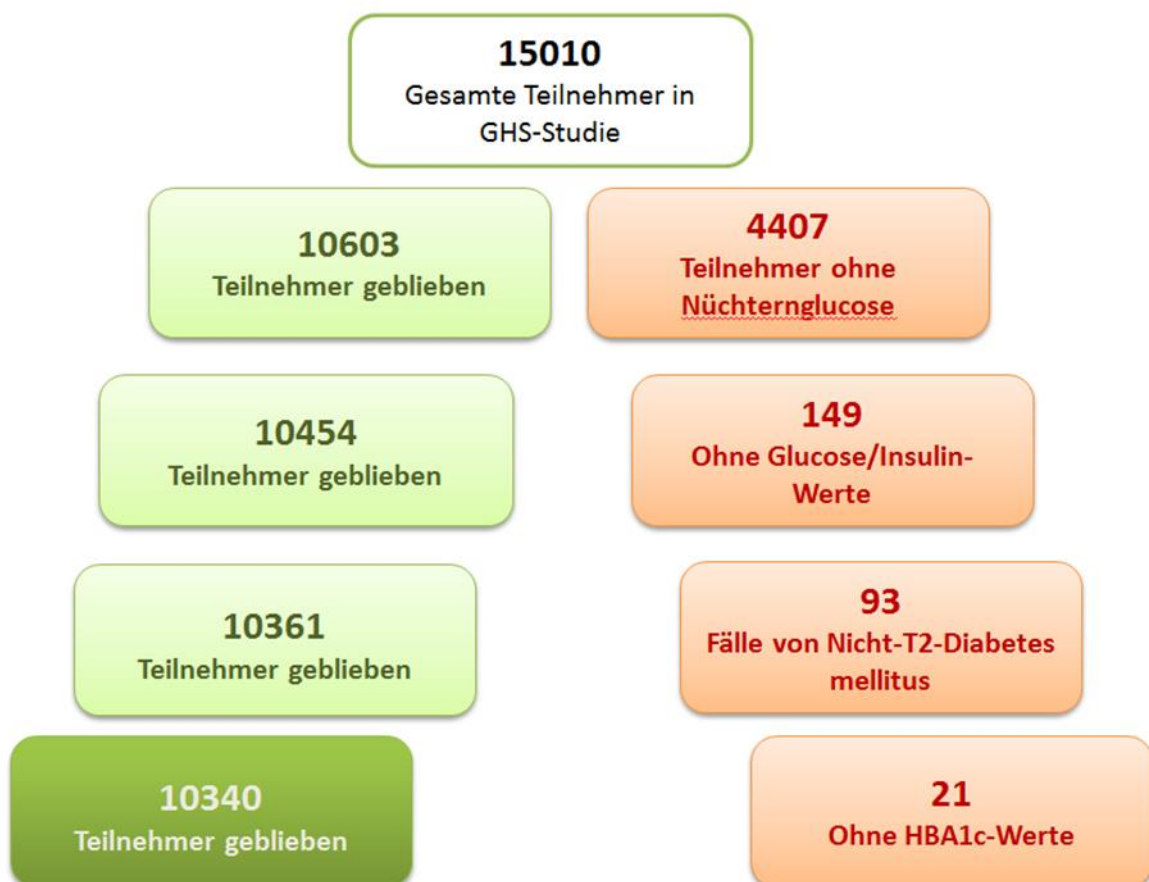 15010
Gesamte Teilnehmer in
GHS-Studie
10603
Teilnehmer geblieben
4407
Teilnehmer ohne
Nüchternglucose
10454
Teilnehmer geblieben
149
Ohne Glucose/Insulin-
Werte
10361
Teilnehmer geblieben
93
Fälle von Nicht-T2-Diabetes
mellitus
10340
Teilnehmer geblieben
21
Ohne HBA1c-Werte